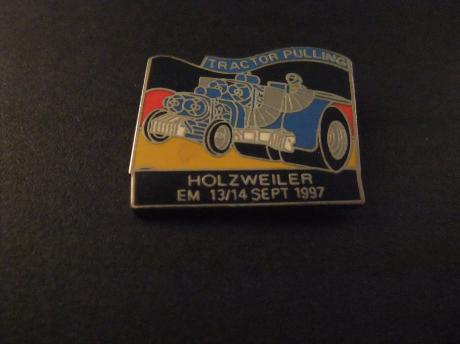 TRACTOR PULLING
HOLZWEILER
EM 13/14 SEPT 1997